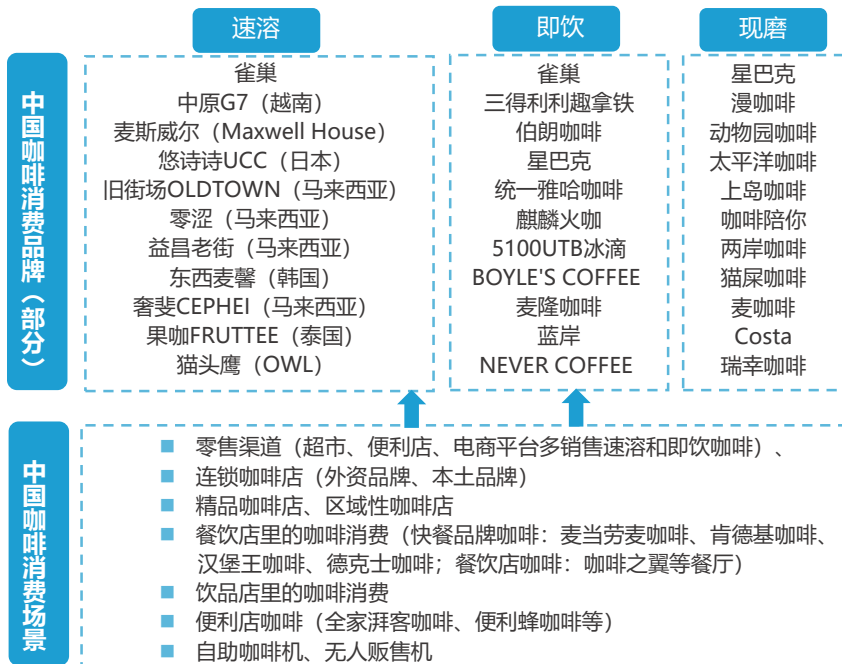 速溶
即饮
现磨
中国咖啡消费品牌（部分）
雀巢
中原G7（越南）
麦斯威尔（Maxwell House）
悠诗诗UCC（日本）
旧街场OLDTOWN（马来西亚）
零涩（马来西亚）
益昌老街（马来西亚）
东西麦馨（韩国）
奢斐CEPHEI（马来西亚）
果咖FRUTTEE（泰国）
猫头鹰（OWL）
雀巢
三得利利趣拿铁
伯朗咖啡
星巴克
统一雅哈咖啡
麒麟火咖
5100UTB冰滴
BOYLE'S COFFEE
麦隆咖啡
蓝岸
NEVER COFFEE
星巴克
漫咖啡
动物园咖啡
太平洋咖啡
上岛咖啡
咖啡陪你
两岸咖啡
猫屎咖啡
麦咖啡
Costa
瑞幸咖啡
中国咖啡消费场景
■ 零售渠道（超市、便利店、电商平台多销售速溶和即饮咖啡）、
■ 连锁咖啡店（外资品牌、本土品牌）
■ 精品咖啡店、区域性咖啡店
■ 餐饮店里的咖啡消费（快餐品牌咖啡：麦当劳麦咖啡、肯德基咖啡、
汉堡王咖啡、德克士咖啡；餐饮店咖啡：咖啡之翼等餐厅）
■ 饮品店里的咖啡消费
■ 便利店咖啡（全家湃客咖啡、便利蜂咖啡等）
■ 自助咖啡机、无人贩售机